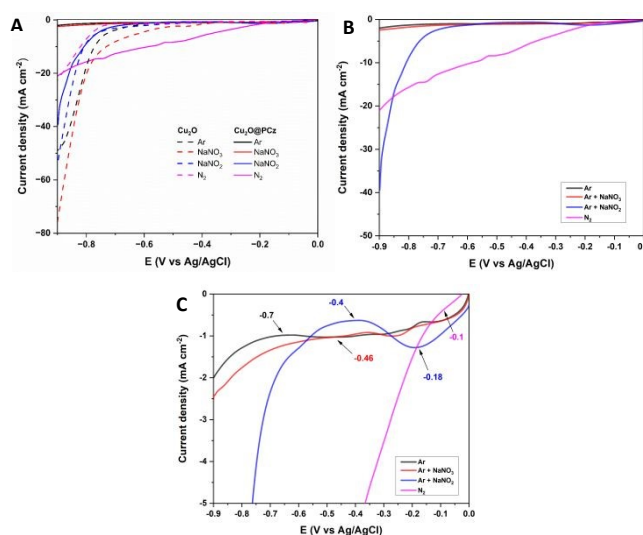 A
0
-20
-40
-60
-80
Current density (mA cm⁻²)
-0.8
-0.6
-0.4
-0.2
0.0
E (V vs Ag/AgCl)
Cu₂O Cu₂O@PCz
Ar Ar
NaNO₃ NaNO₃
NaNO₂ NaNO₂
N₂ N₂
B
0
-10
-20
-30
-40
-50
Current density (mA cm⁻²)
-0.9
-0.8
-0.7
-0.6
-0.5
-0.4
-0.3
-0.2
-0.1
0.0
E (V vs Ag/AgCl)
Ar
Ar + NaNO₃
Ar + NaNO₂
N₂
C
0
-1
-2
-3
-4
-5
Current density (mA cm⁻²)
-0.7
-0.4
-0.46
-0.1
-0.18
-0.9
-0.8
-0.7
-0.6
-0.5
-0.4
-0.3
-0.2
-0.1
0.0
E (V vs Ag/AgCl)
Ar
Ar + NaNO₃
Ar + NaNO₂
N₂